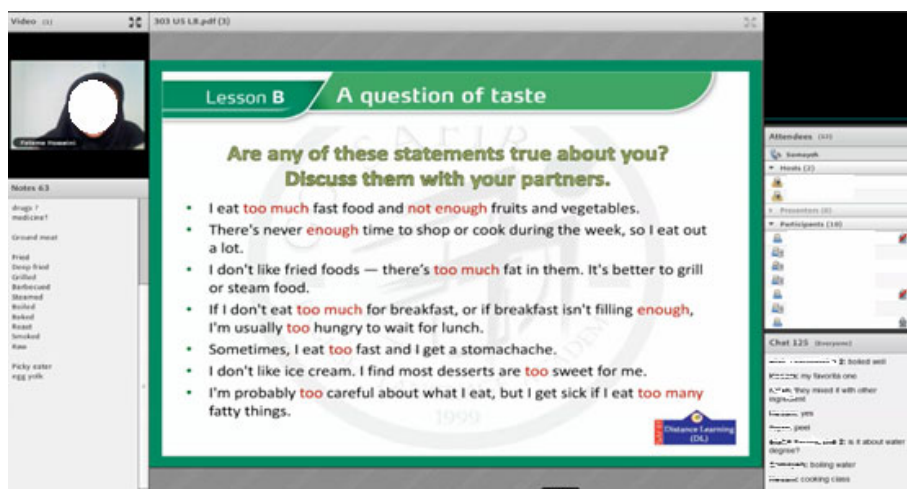 Video (1)
303 US L8.pdf (3)
Fateme Hosseini
Notes 63
drugs ?
medicine?
Ground meat
Fried
Deep fried
Grilled
Barbecued
Steamed
Boiled
Baked
Roast
Smoked
Raw
Picky eater
egg yolk
Lesson B A question of taste
Are any of these statements true about you?
Discuss them with your partners.
• I eat too much fast food and not enough fruits and vegetables.
• There's never enough time to shop or cook during the week, so I eat out
a lot.
• I don't like fried foods — there's too much fat in them. It's better to grill
or steam food.
• If I don't eat too much for breakfast, or if breakfast isn't filling enough,
I'm usually too hungry to wait for lunch.
• Sometimes, I eat too fast and I get a stomachache.
• I don't like ice cream. I find most desserts are too sweet for me.
• I'm probably too careful about what I eat, but I get sick if I eat too many
fatty things.
SAFIR
1999
Distance Learning
(DL)
Attendees
Somayeh
Hosts (2)
Presenters (0)
Participants (10)
Chat 125 (Everyone)
2: boiled well
my favorite one
they mixed it with other
ingredient
yes
peel
2: is it about water
degree?
boiling water
cooking class